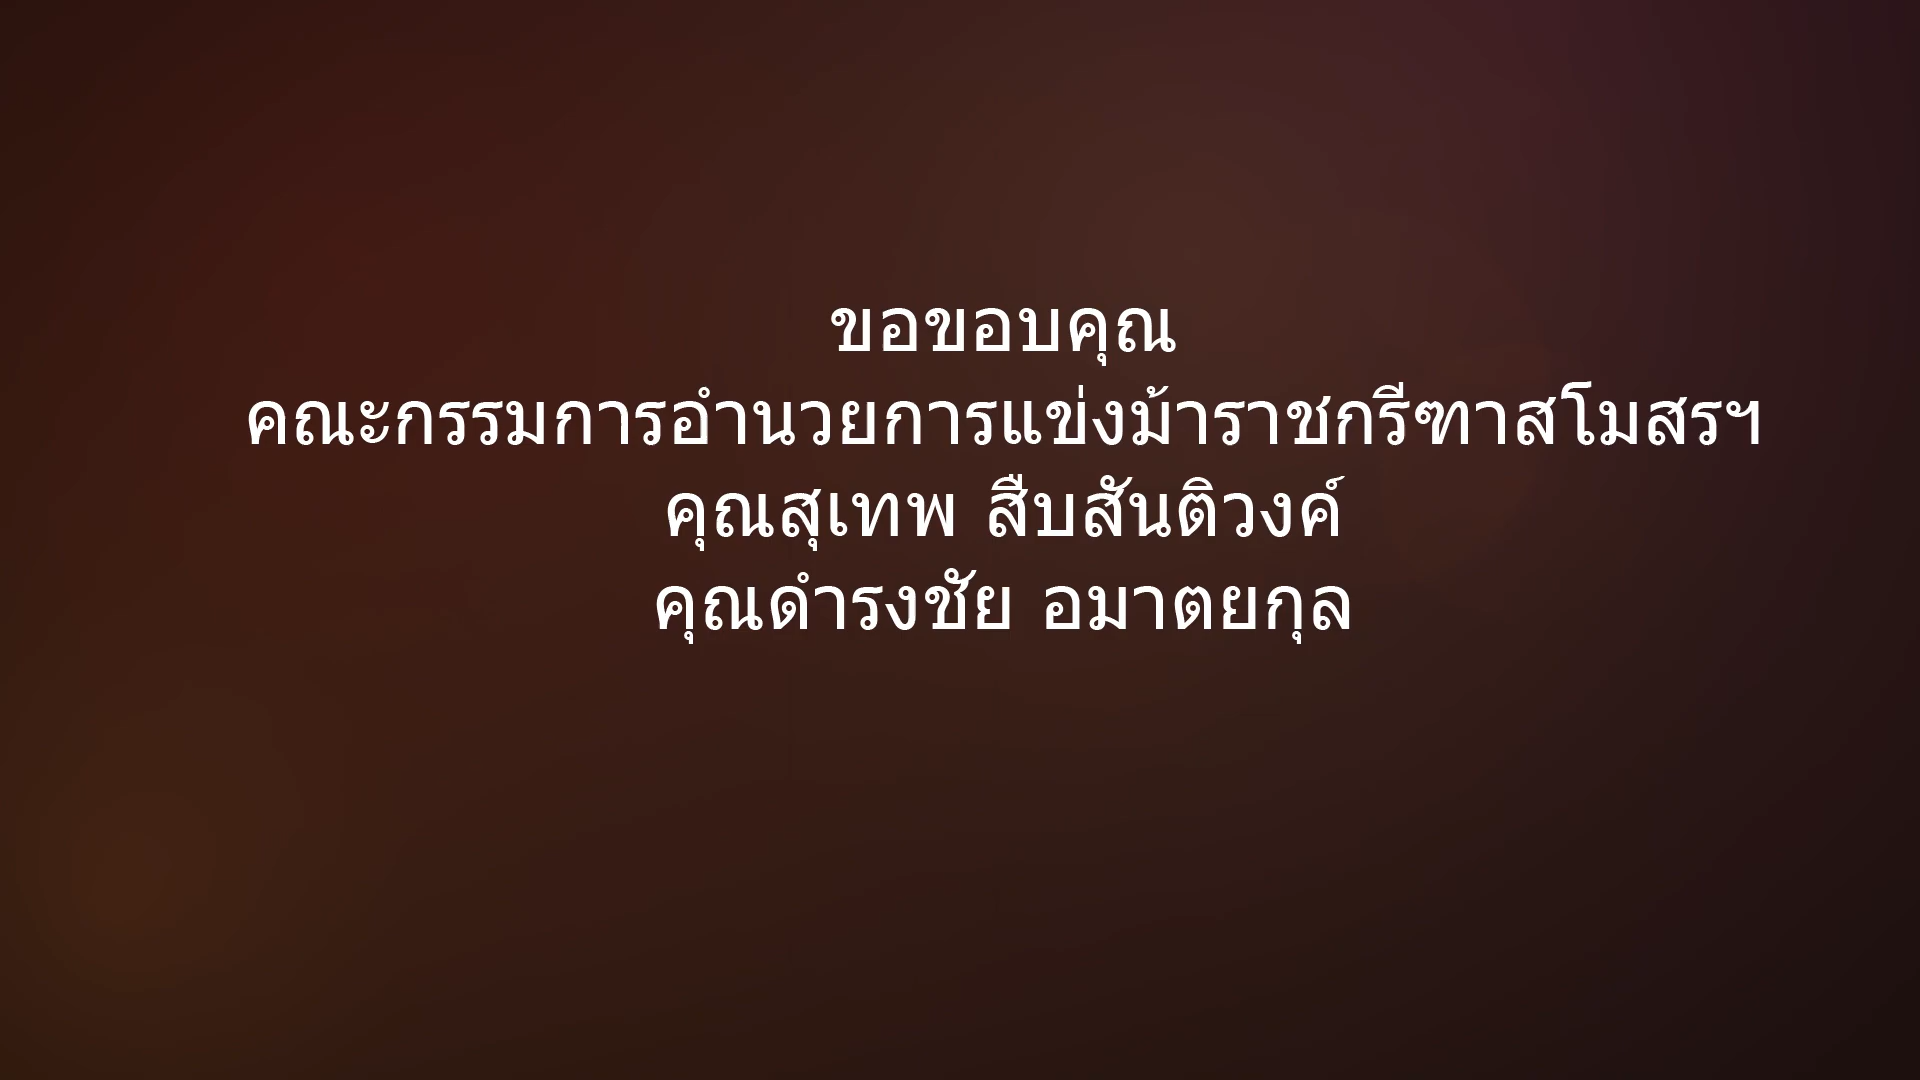 ขอขอบคุณ
คณะกรรมการอำนวยการแข่งม้าราชกรีฑาสโมสรฯ
คุณสุเทพ สืบสันติวงค์
คุณดำรงชัย อมาตยกุล